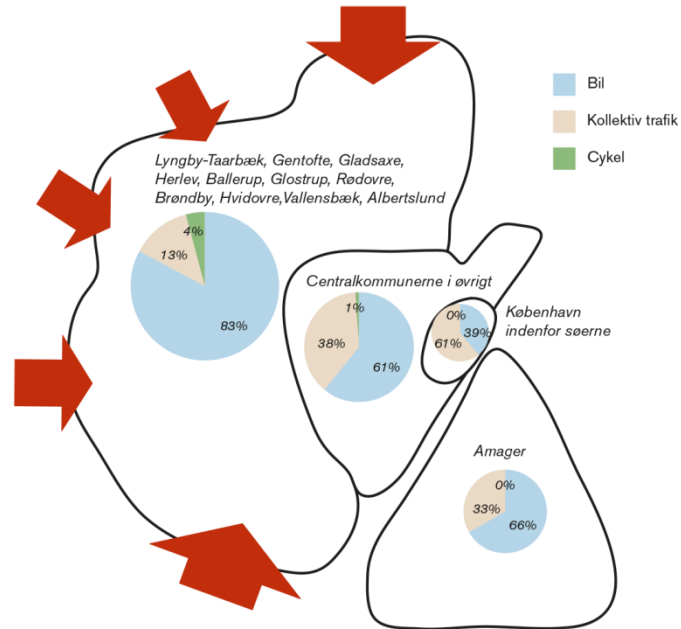 Bil
Kollektiv trafik
Cykel
Lyngby-Taarbæk, Gentofte, Gladsaxe,
Herlev, Ballerup, Glostrup, Rødovre,
Brøndby, Hvidovre,Vallensbæk, Albertslund
4%
13%
83%
Centralkommunerne i øvrigt
1%
38%
61%
København
indenfor søerne
0%
39%
61%
Amager
0%
33%
66%